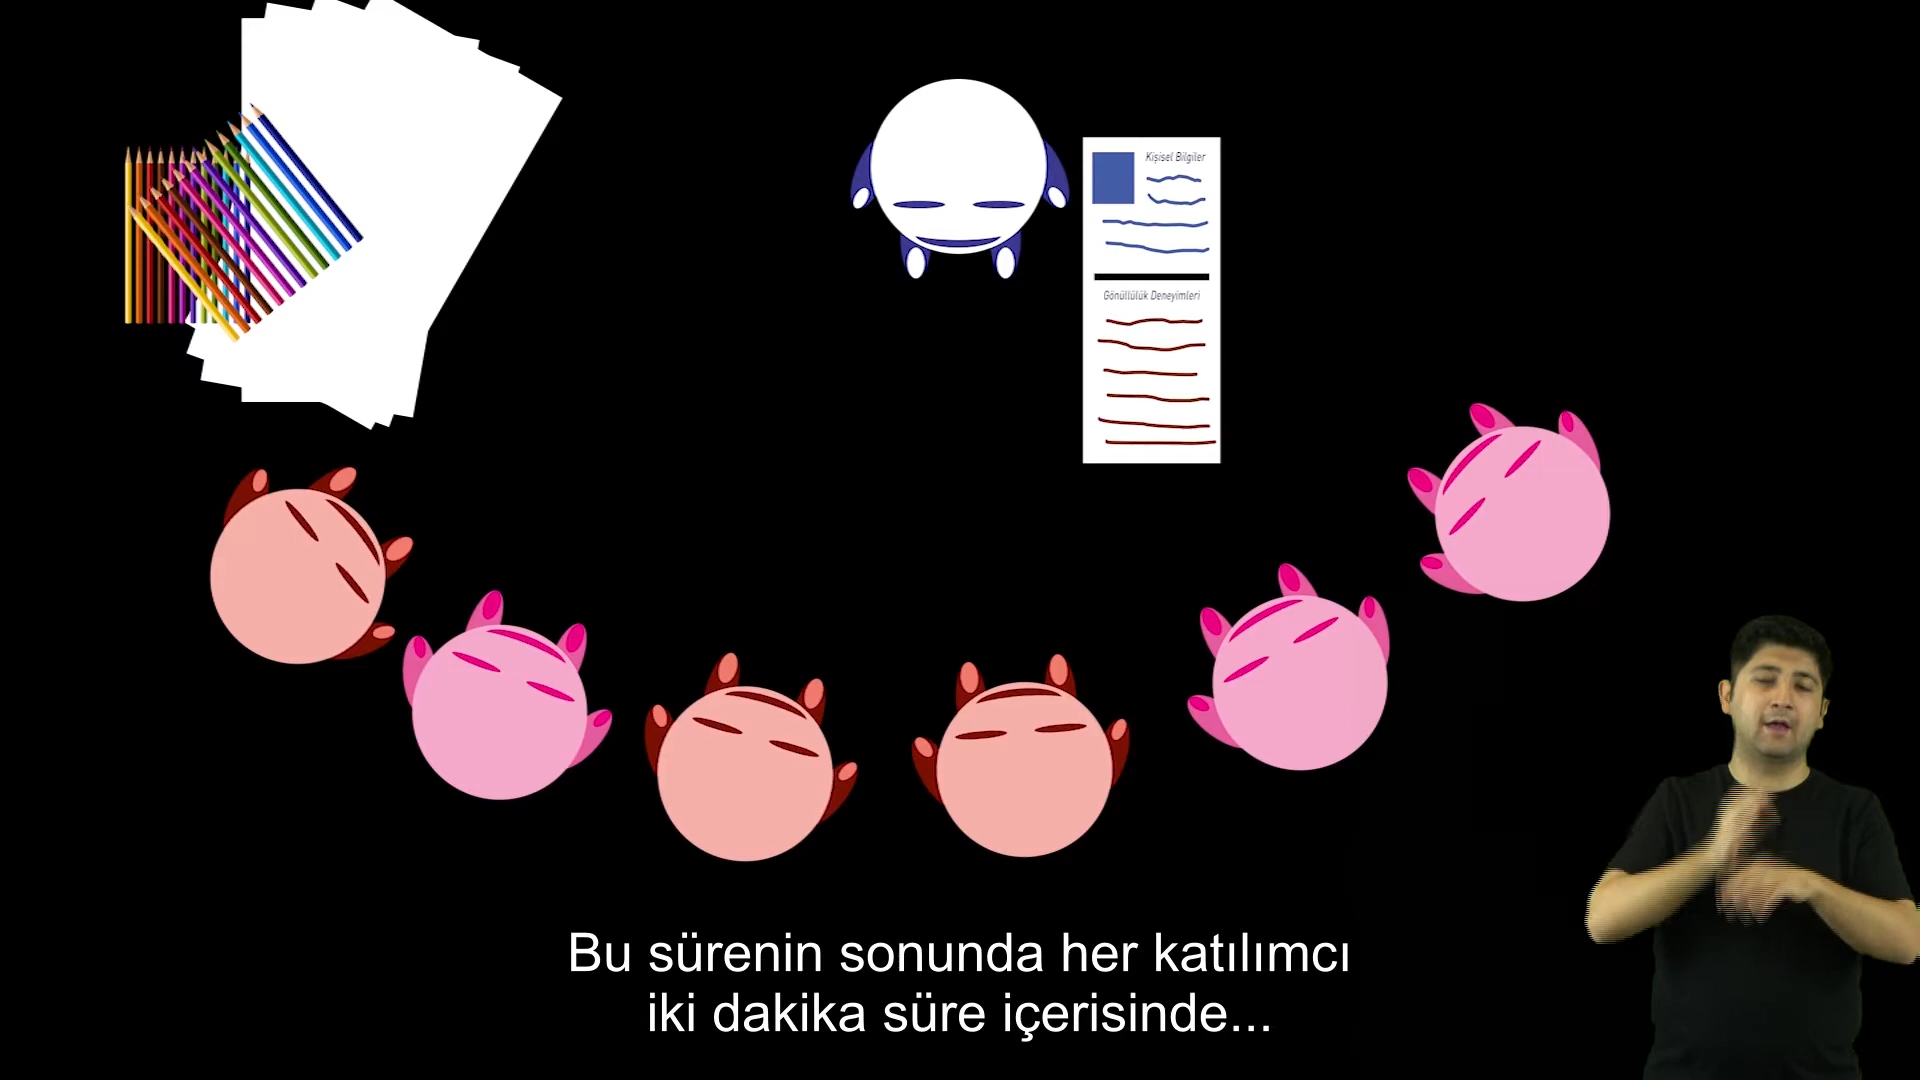 Kişisel Bilgiler
Gönüllülük Deneyimleri
Bu sürenin sonunda her katılımcı
iki dakika süre içerisinde...